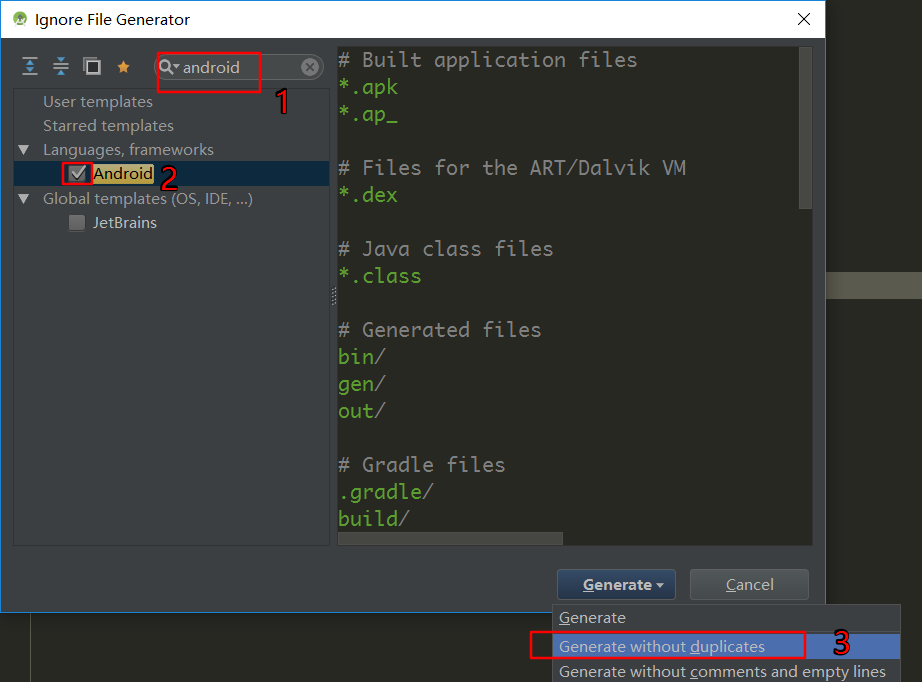 Ignore File Generator
android
1
User templates
Starred templates
Languages, frameworks
Android 2
Global templates (OS, IDE, ...)
JetBrains
# Built application files
*.apk
*.ap_
# Files for the ART/Dalvik VM
*.dex
# Java class files
*.class
# Generated files
bin/
gen/
out/
# Gradle files
.gradle/
build/
Generate Cancel
Generate
Generate without duplicates 3
Generate without comments and empty lines